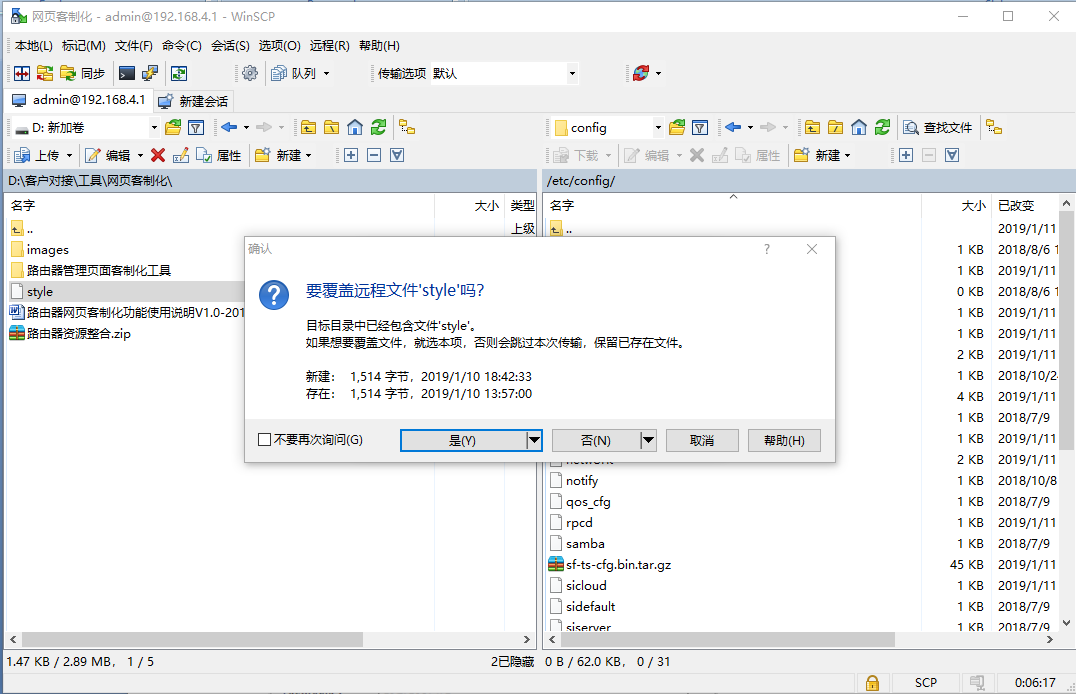 网页客制化 - admin@192.168.4.1 - WinSCP
本地(L) 标记(M) 文件(F) 命令(C) 会话(S) 选项(O) 远程(R) 帮助(H)
同步 队列 传输选项 默认
admin@192.168.4.1 新建会话
D: 新加卷 config 查找文件
上传 编辑 属性 新建 下载 编辑 属性 新建
D:\客户对接\工具\网页客制化\ /etc/config/
名字 大小 类型 名字 大小 已改变
.. 上级 .. 2019/1/11
images 1 KB 2018/8/6 1
路由器管理页面客制化工具 1 KB 2019/1/11
style 0 KB 2018/8/6 1
路由器网页客制化功能使用说明V1.0-201 1 KB 2019/1/11
路由器资源整合.zip 1 KB 2019/1/11
2 KB 2019/1/11
1 KB 2018/10/2
4 KB 2019/1/11
1 KB 2018/7/9
1 KB 2019/1/11
network 2 KB 2019/1/11
notify 1 KB 2018/10/8
qos_cfg 1 KB 2018/7/9
rpcd 1 KB 2019/1/11
samba 1 KB 2018/7/9
sf-ts-cfg.bin.tar.gz 45 KB 2019/1/11
sicloud 1 KB 2019/1/11
sidefault 1 KB 2018/7/9
siserver 1 KB 2018/7/9
确认
要覆盖远程文件'style'吗?
目标目录中已经包含文件'style'。
如果想要覆盖文件，就选本项，否则会跳过本次传输，保留已存在文件。
新建: 1,514 字节，2019/1/10 18:42:33
存在: 1,514 字节，2019/1/10 13:57:00
不要再次询问(G) 是(Y) 否(N) 取消 帮助(H)
1.47 KB / 2.89 MB， 1 / 5 2已隐藏 0 B / 62.0 KB， 0 / 31
SCP 0:06:17